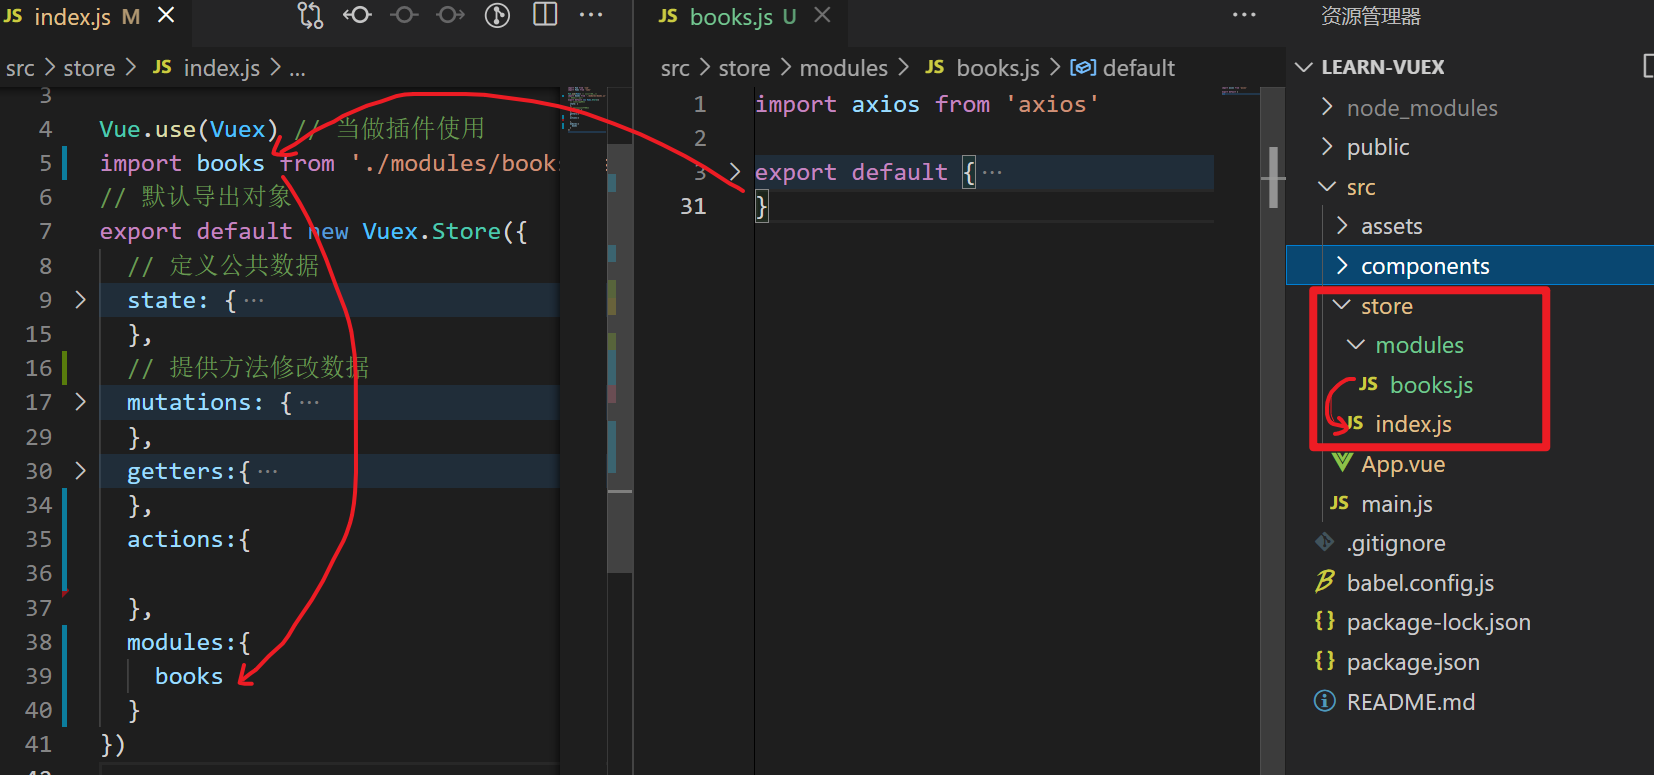 JS index.js M
src > store > JS index.js > ...
3
4 Vue.use(Vuex) // 当做插件使用
5 import books from './modules/book
6 // 默认导出对象
7 export default new Vuex.Store({
8 // 定义公共数据
9 state: {···
15 },
16 // 提供方法修改数据
17 mutations: {···
29 },
30 getters:{···
34 },
35 actions:{
36
37 },
38 modules:{
39 books
40 }
41 })
JS books.js U
src > store > modules > JS books.js > default
1 import axios from 'axios'
2
3 export default {···
31 }
资源管理器
LEARN-VUEX
node_modules
public
src
assets
components
store
modules
JS books.js
JS index.js
App.vue
JS main.js
.gitignore
babel.config.js
{} package-lock.json
{} package.json
README.md